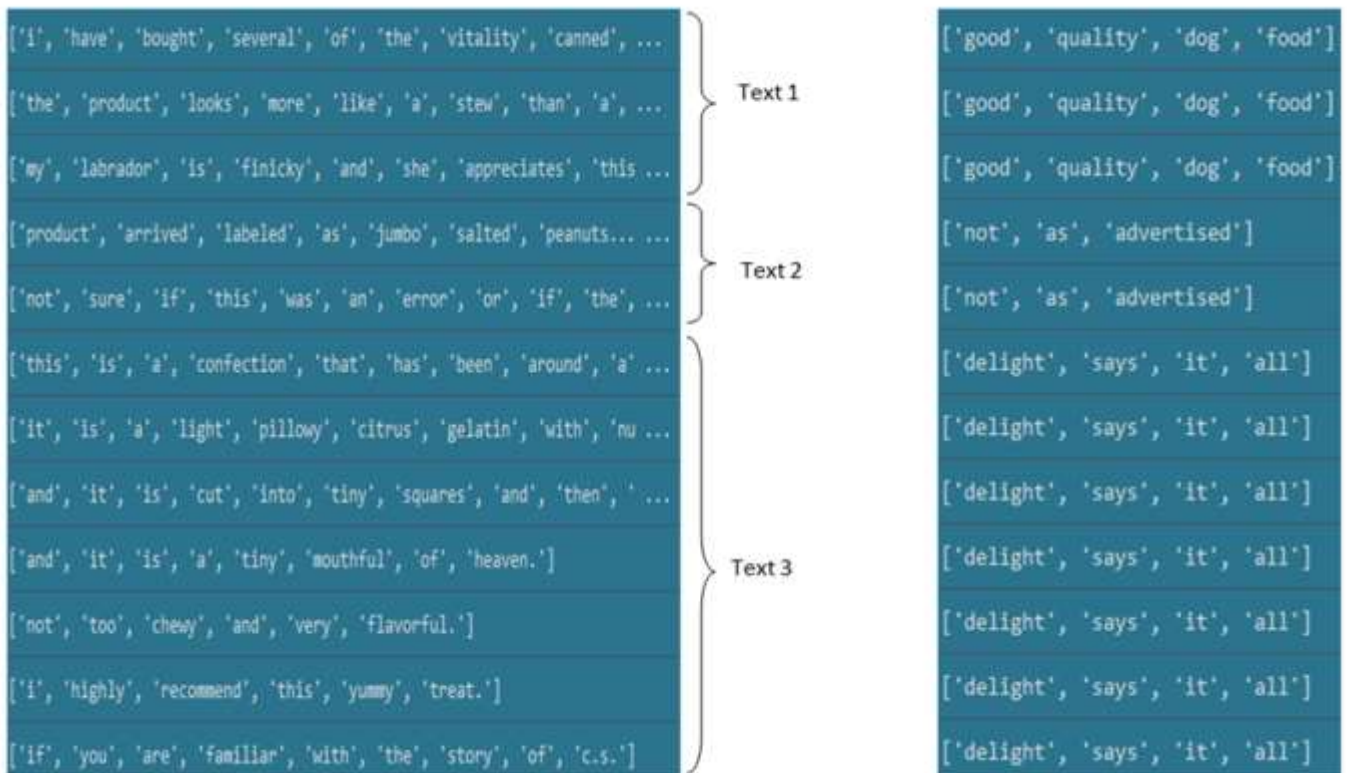 ['i', 'have', 'bought', 'several', 'of', 'the', 'vitality', 'canned', ...
['the', 'product', 'looks', 'more', 'like', 'a', 'stew', 'than', 'a', ...
['my', 'labrador', 'is', 'finicky', 'and', 'she', 'appreciates', 'this ...
['product', 'arrived', 'labeled', 'as', 'jumbo', 'salted', 'peanuts... ...
['not', 'sure', 'if', 'this', 'was', 'an', 'error', 'or', 'if', 'the', ...
['this', 'is', 'a', 'confection', 'that', 'has', 'been', 'around', 'a' ...
['it', 'is', 'a', 'light', 'pillowy', 'citrus', 'gelatin', 'with', 'nu ...
['and', 'it', 'is', 'cut', 'into', 'tiny', 'squares', 'and', 'then', ' ...
['and', 'it', 'is', 'a', 'tiny', 'mouthful', 'of', 'heaven.']
['not', 'too', 'chewy', 'and', 'very', 'flavorful.']
['i', 'highly', 'recommend', 'this', 'yummy', 'treat.']
['if', 'you', 'are', 'familiar', 'with', 'the', 'story', 'of', 'c.s.']
Text 1
Text 2
Text 3
['good', 'quality', 'dog', 'food']
['good', 'quality', 'dog', 'food']
['good', 'quality', 'dog', 'food']
['not', 'as', 'advertised']
['not', 'as', 'advertised']
['delight', 'says', 'it', 'all']
['delight', 'says', 'it', 'all']
['delight', 'says', 'it', 'all']
['delight', 'says', 'it', 'all']
['delight', 'says', 'it', 'all']
['delight', 'says', 'it', 'all']
['delight', 'says', 'it', 'all']